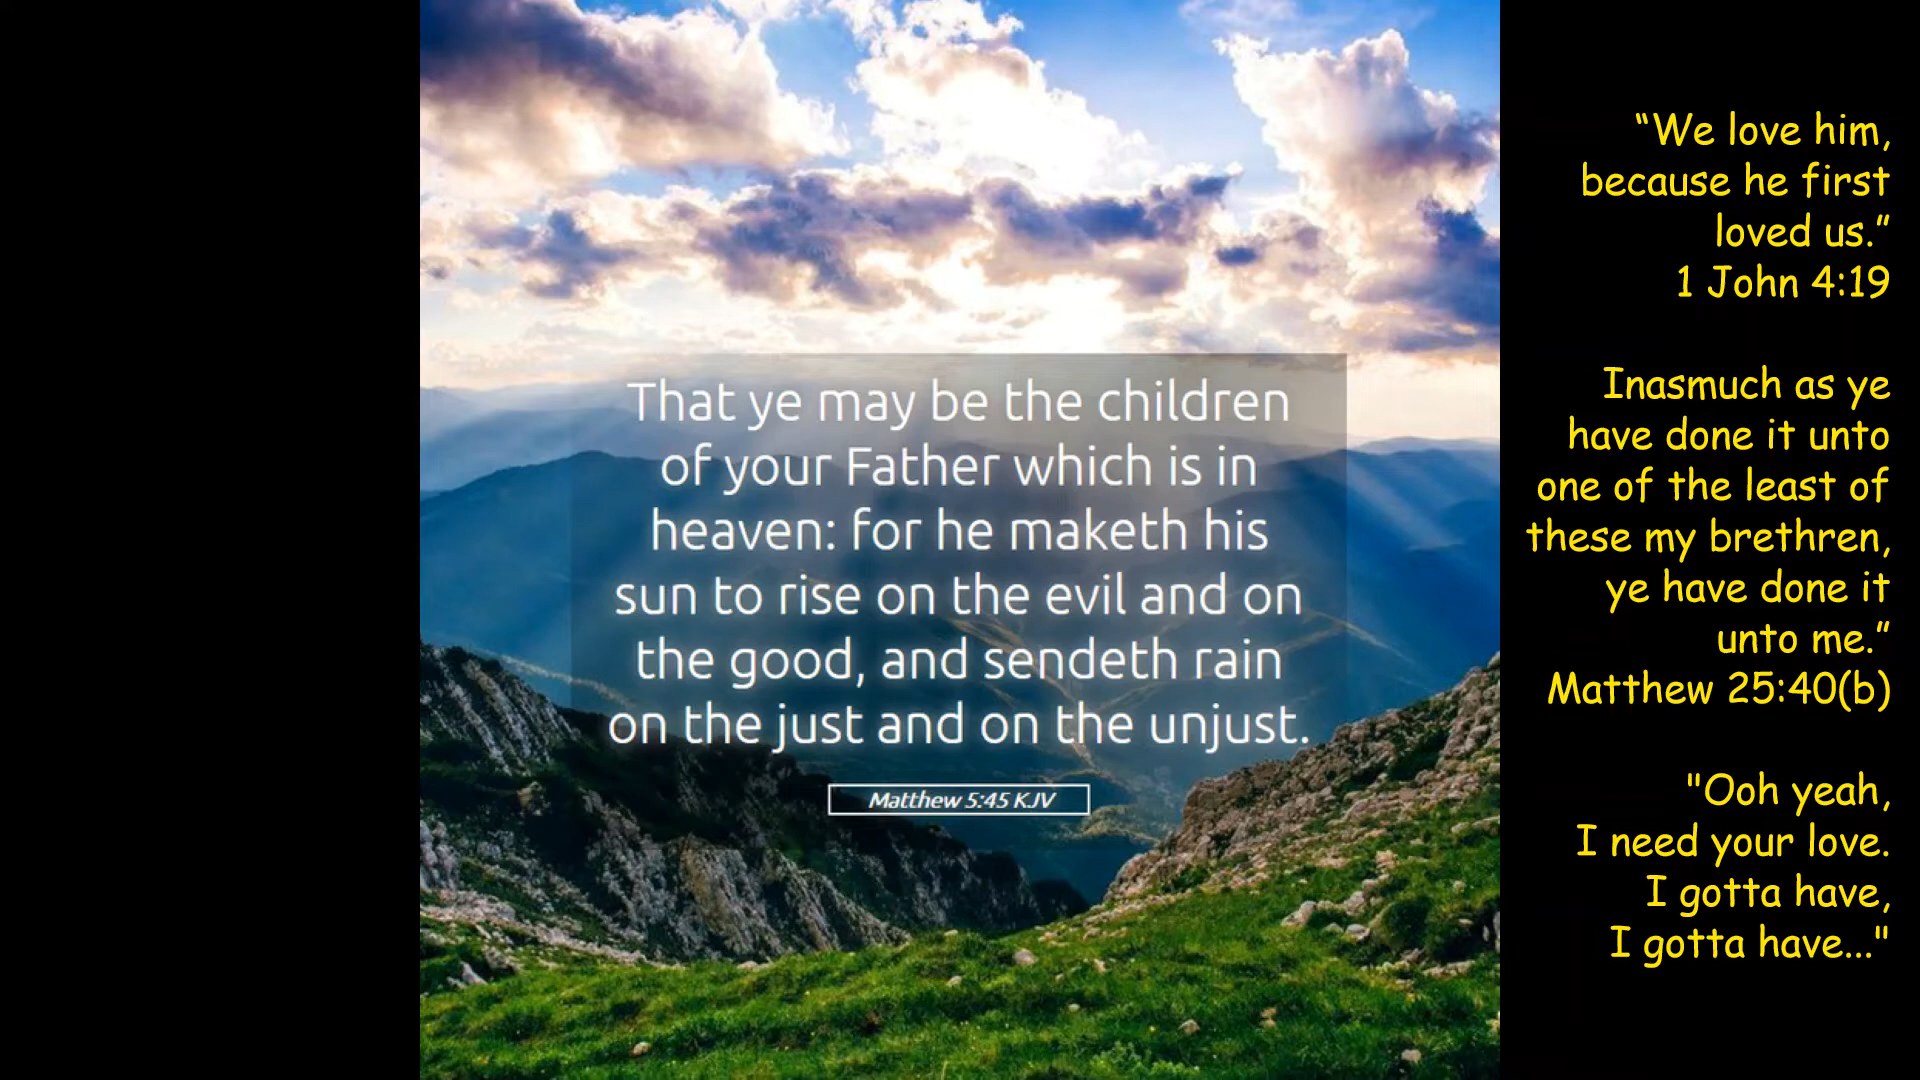 That ye may be the children
of your Father which is in
heaven: for he maketh his
sun to rise on the evil and on
the good, and sendeth rain
on the just and on the unjust.
Matthew 5:45 KJV
“We love him,
because he first
loved us.”
1 John 4:19
Inasmuch as ye
have done it unto
one of the least of
these my brethren,
ye have done it
unto me.”
Matthew 25:40(b)
"Ooh yeah,
I need your love.
I gotta have,
I gotta have..."